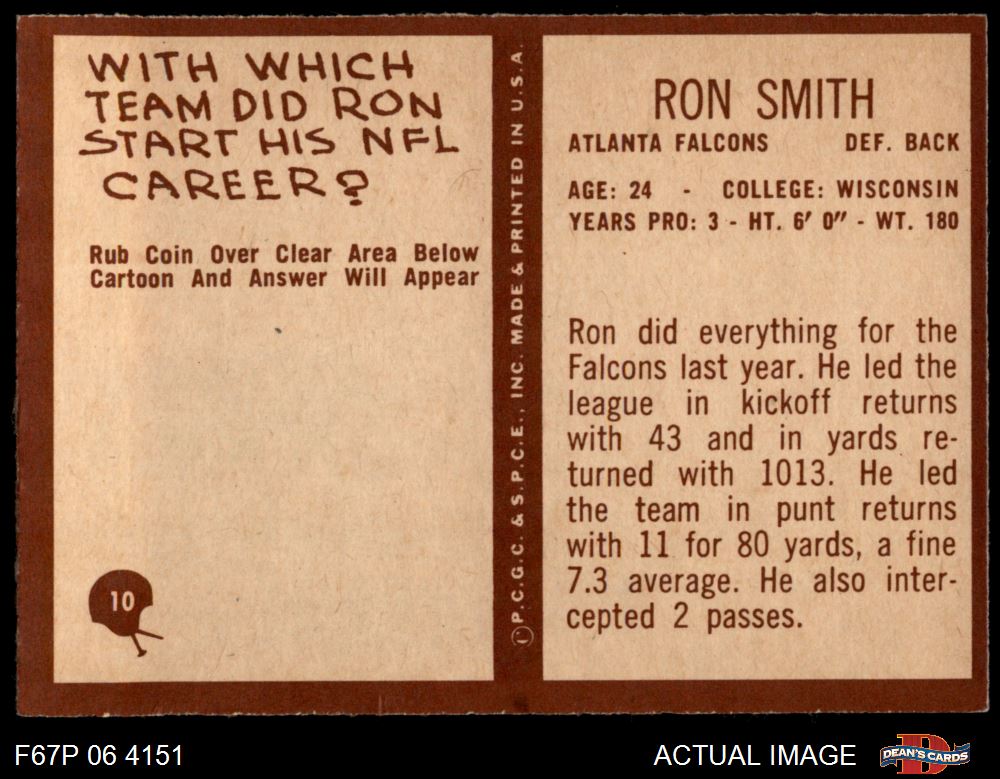 WITH WHICH
TEAM DID RON
START HIS NFL
CAREER?
Rub Coin Over Clear Area Below
Cartoon And Answer Will Appear
10
©P.C.G.C. & S.P.C.E., INC. MADE & PRINTED IN U.S.A.
RON SMITH
ATLANTA FALCONS DEF. BACK
AGE: 24 - COLLEGE: WISCONSIN
YEARS PRO: 3 - HT. 6' 0" - WT. 180
Ron did everything for the
Falcons last year. He led the
league in kickoff returns
with 43 and in yards re-
turned with 1013. He led
the team in punt returns
with 11 for 80 yards, a fine
7.3 average. He also inter-
cepted 2 passes.
F67P 06 4151
ACTUAL IMAGE
DEAN'S CARDS